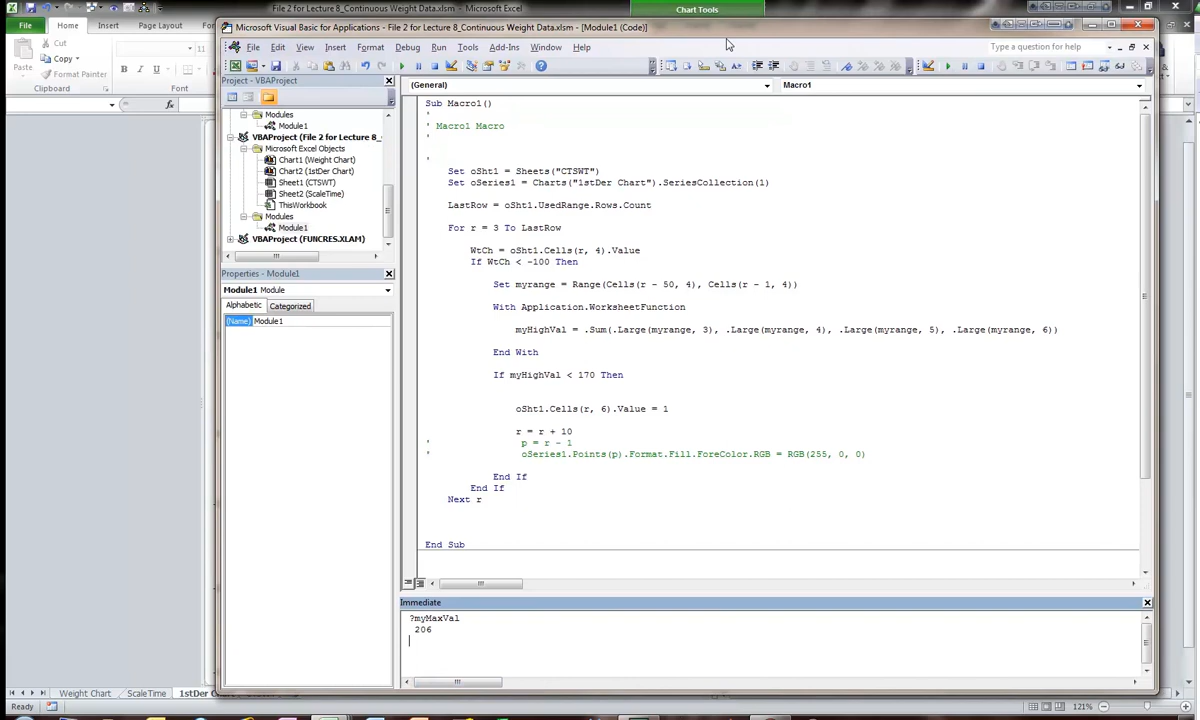 File 2 for Lecture 8_Continuous Weight Data.xlsm - Microsoft Excel
Chart Tools
File
Home
Insert
Page Layout
Microsoft Visual Basic for Applications - File 2 for Lecture 8_Continuous Weight Data.xlsm - [Module1 (Code)]
File Edit View Insert Format Debug Run Tools Add-Ins Window Help
Type a question for help
Cut
Copy
Paste
Format Painter
Clipboard
B I U
Font
11
fx
Project - VBAProject
Modules
Module1
VBAProject (File 2 for Lecture 8_
Microsoft Excel Objects
Chart1 (Weight Chart)
Chart2 (1stDer Chart)
Sheet1 (CTSWT)
Sheet2 (ScaleTime)
ThisWorkbook
Modules
Module1
VBAProject (FUNCRES.XLAM)
Properties - Module1
Module1 Module
Alphabetic Categorized
(Name) Module1
(General)
Macro1
Sub Macro1()
'
' Macro1 Macro
'
'
Set oSht1 = Sheets("CTSWT")
Set oSeries1 = Charts("1stDer Chart").SeriesCollection(1)
LastRow = oSht1.UsedRange.Rows.Count
For r = 3 To LastRow
WtCh = oSht1.Cells(r, 4).Value
If WtCh < -100 Then
Set myrange = Range(Cells(r - 50, 4), Cells(r - 1, 4))
With Application.WorksheetFunction
myHighVal = .Sum(.Large(myrange, 3), .Large(myrange, 4), .Large(myrange, 5), .Large(myrange, 6))
End With
If myHighVal < 170 Then
oSht1.Cells(r, 6).Value = 1
r = r + 10
' p = r - 1
' oSeries1.Points(p).Format.Fill.ForeColor.RGB = RGB(255, 0, 0)
End If
End If
Next r
End Sub
Immediate
?myMaxVal
206
Weight Chart
ScaleTime
1stDer
Ready
121%